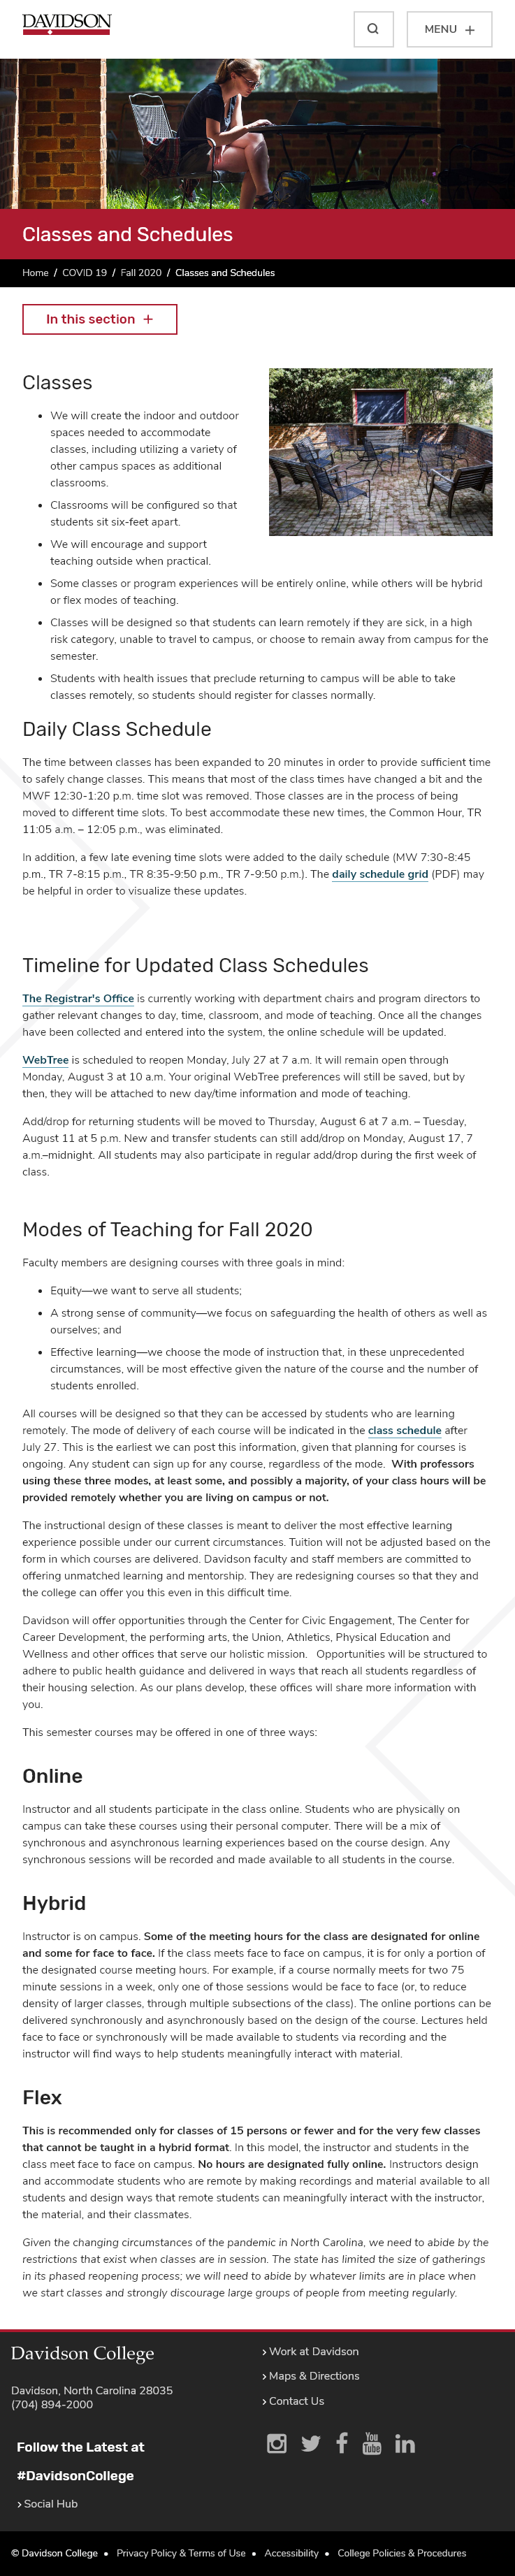 DAVIDSON
MENU +
Classes and Schedules
Home / COVID 19 / Fall 2020 / Classes and Schedules
In this section +
Classes
• We will create the indoor and outdoor
spaces needed to accommodate
classes, including utilizing a variety of
other campus spaces as additional
classrooms.
• Classrooms will be configured so that
students sit six-feet apart.
• We will encourage and support
teaching outside when practical.
• Some classes or program experiences will be entirely online, while others will be hybrid
or flex modes of teaching.
• Classes will be designed so that students can learn remotely if they are sick, in a high
risk category, unable to travel to campus, or choose to remain away from campus for the
semester.
• Students with health issues that preclude returning to campus will be able to take
classes remotely, so students should register for classes normally.
Daily Class Schedule
The time between classes has been expanded to 20 minutes in order to provide sufficient time
to safely change classes. This means that most of the class times have changed a bit and the
MWF 12:30-1:20 p.m. time slot was removed. Those classes are in the process of being
moved to different time slots. To best accommodate these new times, the Common Hour, TR
11:05 a.m. – 12:05 p.m., was eliminated.
In addition, a few late evening time slots were added to the daily schedule (MW 7:30-8:45
p.m., TR 7-8:15 p.m., TR 8:35-9:50 p.m., TR 7-9:50 p.m.). The daily schedule grid (PDF) may
be helpful in order to visualize these updates.
Timeline for Updated Class Schedules
The Registrar's Office is currently working with department chairs and program directors to
gather relevant changes to day, time, classroom, and mode of teaching. Once all the changes
have been collected and entered into the system, the online schedule will be updated.
WebTree is scheduled to reopen Monday, July 27 at 7 a.m. It will remain open through
Monday, August 3 at 10 a.m. Your original WebTree preferences will still be saved, but by
then, they will be attached to new day/time information and mode of teaching.
Add/drop for returning students will be moved to Thursday, August 6 at 7 a.m. – Tuesday,
August 11 at 5 p.m. New and transfer students can still add/drop on Monday, August 17, 7
a.m.–midnight. All students may also participate in regular add/drop during the first week of
class.
Modes of Teaching for Fall 2020
Faculty members are designing courses with three goals in mind:
• Equity—we want to serve all students;
• A strong sense of community—we focus on safeguarding the health of others as well as
ourselves; and
• Effective learning—we choose the mode of instruction that, in these unprecedented
circumstances, will be most effective given the nature of the course and the number of
students enrolled.
All courses will be designed so that they can be accessed by students who are learning
remotely. The mode of delivery of each course will be indicated in the class schedule after
July 27. This is the earliest we can post this information, given that planning for courses is
ongoing. Any student can sign up for any course, regardless of the mode. With professors
using these three modes, at least some, and possibly a majority, of your class hours will be
provided remotely whether you are living on campus or not.
The instructional design of these classes is meant to deliver the most effective learning
experience possible under our current circumstances. Tuition will not be adjusted based on the
form in which courses are delivered. Davidson faculty and staff members are committed to
offering unmatched learning and mentorship. They are redesigning courses so that they and
the college can offer you this even in this difficult time.
Davidson will offer opportunities through the Center for Civic Engagement, The Center for
Career Development, the performing arts, the Union, Athletics, Physical Education and
Wellness and other offices that serve our holistic mission. Opportunities will be structured to
adhere to public health guidance and delivered in ways that reach all students regardless of
their housing selection. As our plans develop, these offices will share more information with
you.
This semester courses may be offered in one of three ways:
Online
Instructor and all students participate in the class online. Students who are physically on
campus can take these courses using their personal computer. There will be a mix of
synchronous and asynchronous learning experiences based on the course design. Any
synchronous sessions will be recorded and made available to all students in the course.
Hybrid
Instructor is on campus. Some of the meeting hours for the class are designated for online
and some for face to face. If the class meets face to face on campus, it is for only a portion of
the designated course meeting hours. For example, if a course normally meets for two 75
minute sessions in a week, only one of those sessions would be face to face (or, to reduce
density of larger classes, through multiple subsections of the class). The online portions can be
delivered synchronously and asynchronously based on the design of the course. Lectures held
face to face or synchronously will be made available to students via recording and the
instructor will find ways to help students meaningfully interact with material.
Flex
This is recommended only for classes of 15 persons or fewer and for the very few classes
that cannot be taught in a hybrid format. In this model, the instructor and students in the
class meet face to face on campus. No hours are designated fully online. Instructors design
and accommodate students who are remote by making recordings and material available to all
students and design ways that remote students can meaningfully interact with the instructor,
the material, and their classmates.
Given the changing circumstances of the pandemic in North Carolina, we need to abide by the
restrictions that exist when classes are in session. The state has limited the size of gatherings
in its phased reopening process; we will need to abide by whatever limits are in place when
we start classes and strongly discourage large groups of people from meeting regularly.
Davidson College
Davidson, North Carolina 28035
(704) 894-2000
Follow the Latest at
#DavidsonCollege
› Social Hub
› Work at Davidson
› Maps & Directions
› Contact Us
You Tube
© Davidson College • Privacy Policy & Terms of Use • Accessibility • College Policies & Procedures